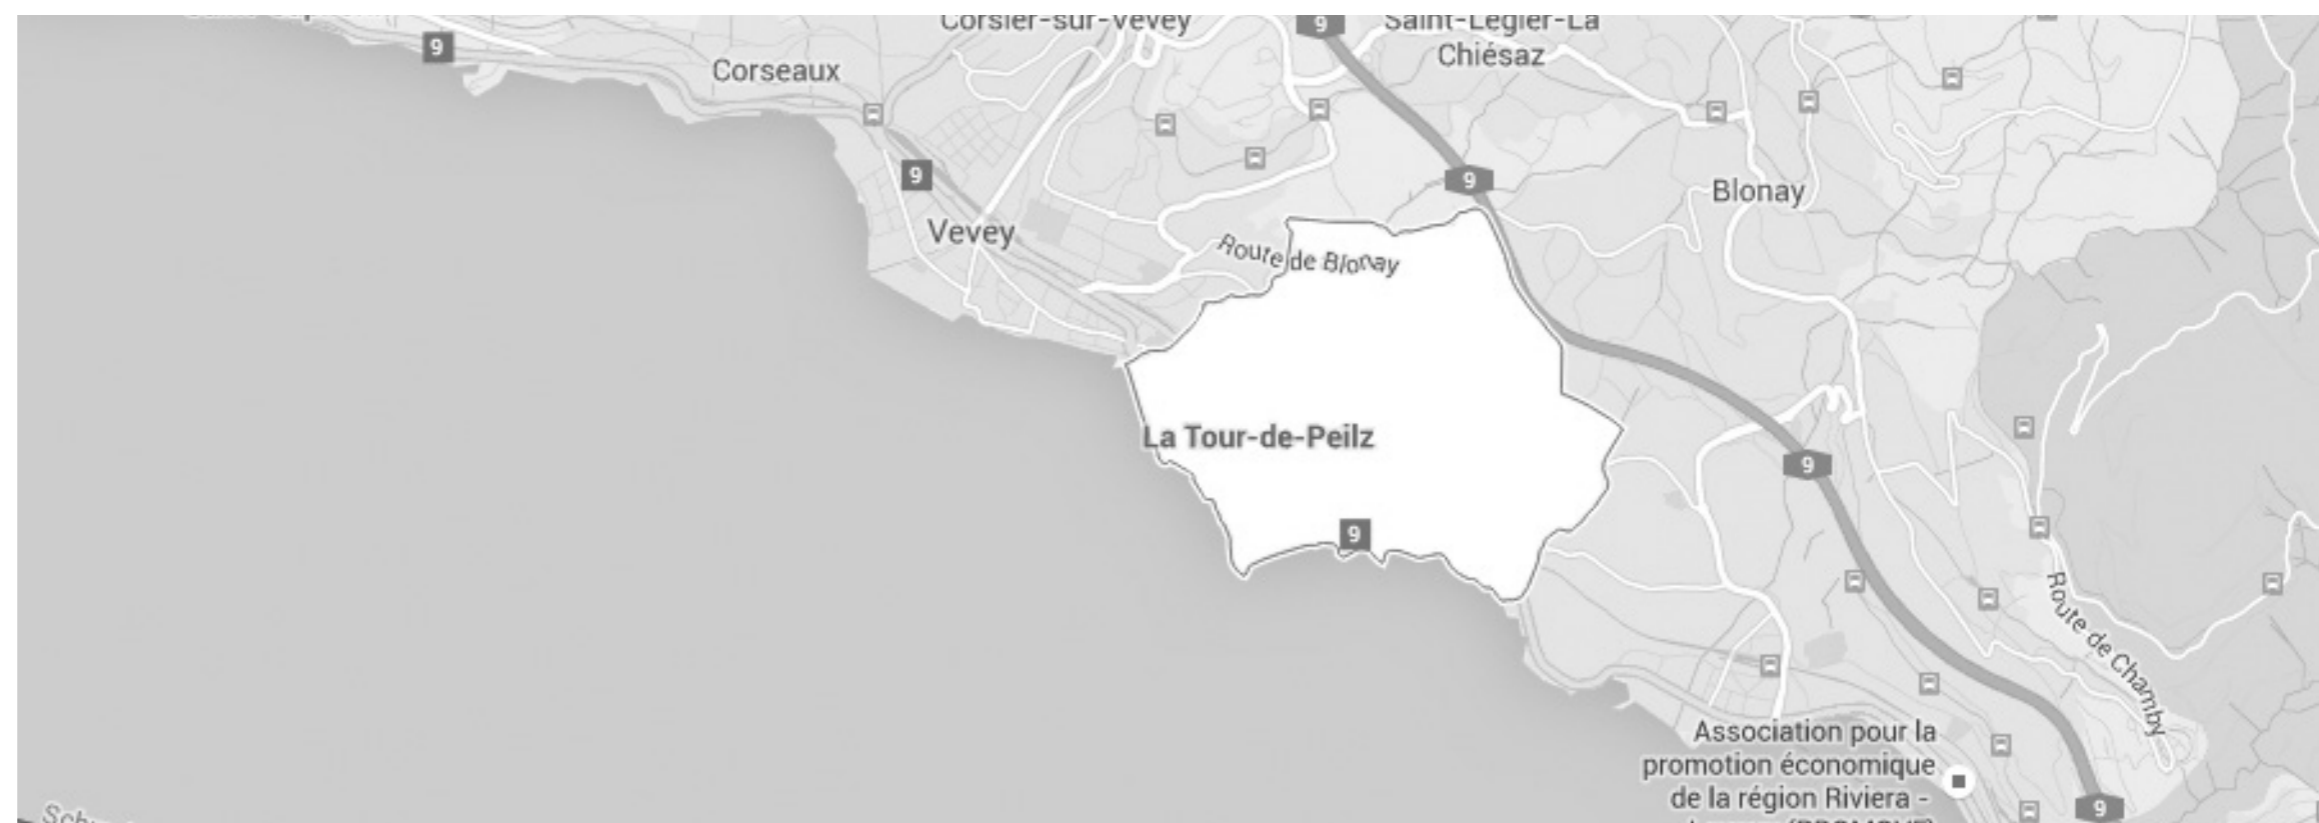 Corsier-sur-Vevey
9
Saint-Légier-La
Chiésaz
9
Corseaux
9
9
Blonay
Vevey
Route de Blonay
La Tour-de-Peilz
9
9
Route de Chamby
Association pour la
promotion économique
de la région Riviera -
9